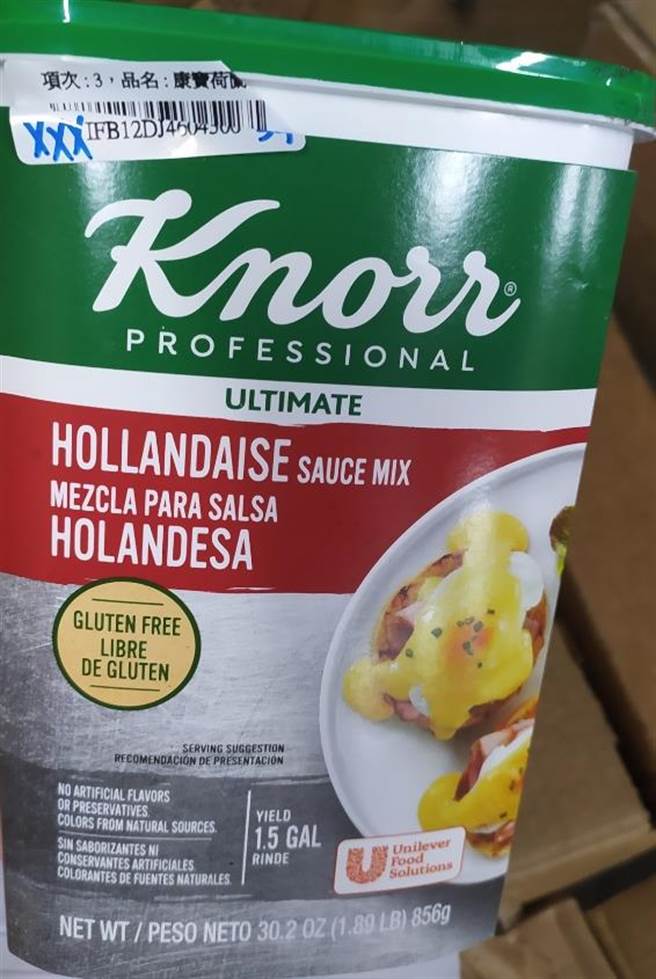 項次:3,品名:康寶荷蘭
XXX IFB12DJ4604300
Knorr®
PROFESSIONAL
ULTIMATE
HOLLANDAISE SAUCE MIX
MEZCLA PARA SALSA
HOLANDESA
GLUTEN FREE
LIBRE
DE GLUTEN
SERVING SUGGESTION
RECOMENDACIÓN DE PRESENTACIÓN
NO ARTIFICIAL FLAVORS
OR PRESERVATIVES.
COLORS FROM NATURAL SOURCES.
SIN SABORIZANTES NI
CONSERVANTES ARTIFICIALES.
COLORANTES DE FUENTES NATURALES.
YIELD
1.5 GAL
RINDE
Unilever
Food
Solutions
NET WT / PESO NETO 30.2 OZ (1.89 LB) 856g